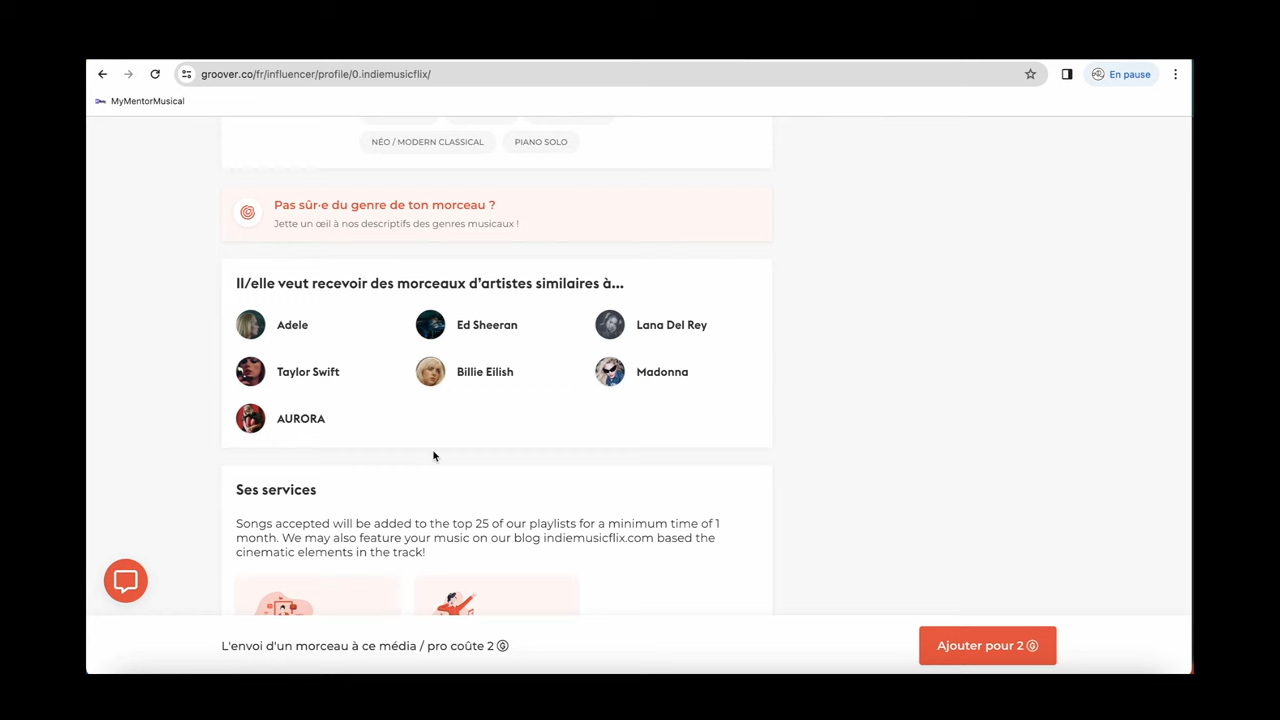 groover.co/fr/influencer/profile/0.indiemusicflix/
En pause
MyMentorMusical
NÉO / MODERN CLASSICAL
PIANO SOLO
Pas sûr·e du genre de ton morceau ?
Jette un œil à nos descriptifs des genres musicaux !
Il/elle veut recevoir des morceaux d'artistes similaires à...
Adele
Ed Sheeran
Lana Del Rey
Taylor Swift
Billie Eilish
Madonna
AURORA
Ses services
Songs accepted will be added to the top 25 of our playlists for a minimum time of 1
month. We may also feature your music on our blog indiemusicflix.com based the
cinematic elements in the track!
L'envoi d'un morceau à ce média / pro coûte 2
Ajouter pour 2